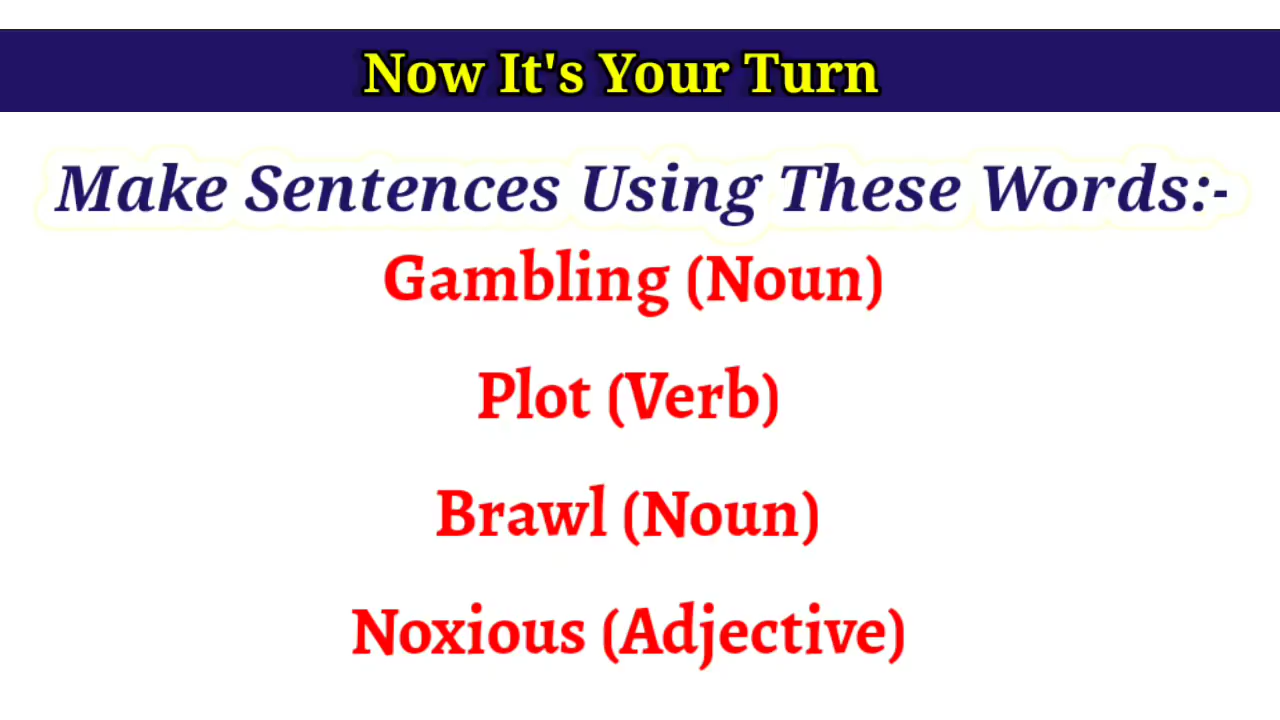 Now It's Your Turn
Make Sentences Using These Words:-
Gambling (Noun)
Plot (Verb)
Brawl (Noun)
Noxious (Adjective)